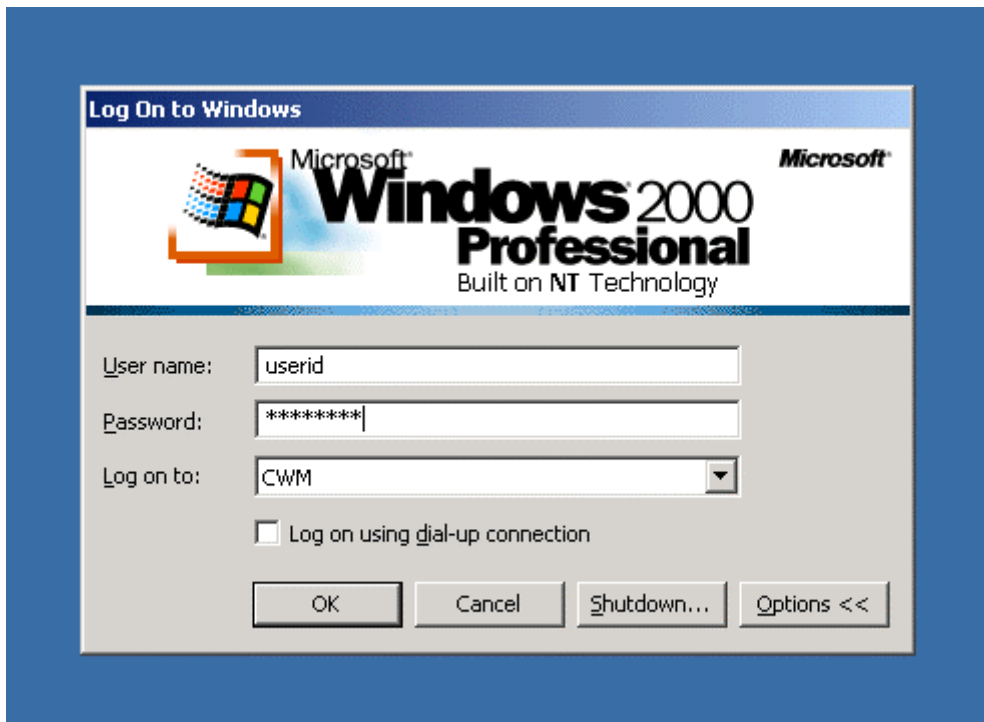 Log On to Windows
Microsoft
Microsoft
Windows 2000
Professional
Built on NT Technology
User name: userid
Password: ********
Log on to: CWM
Log on using dial-up connection
OK Cancel Shutdown... Options <<